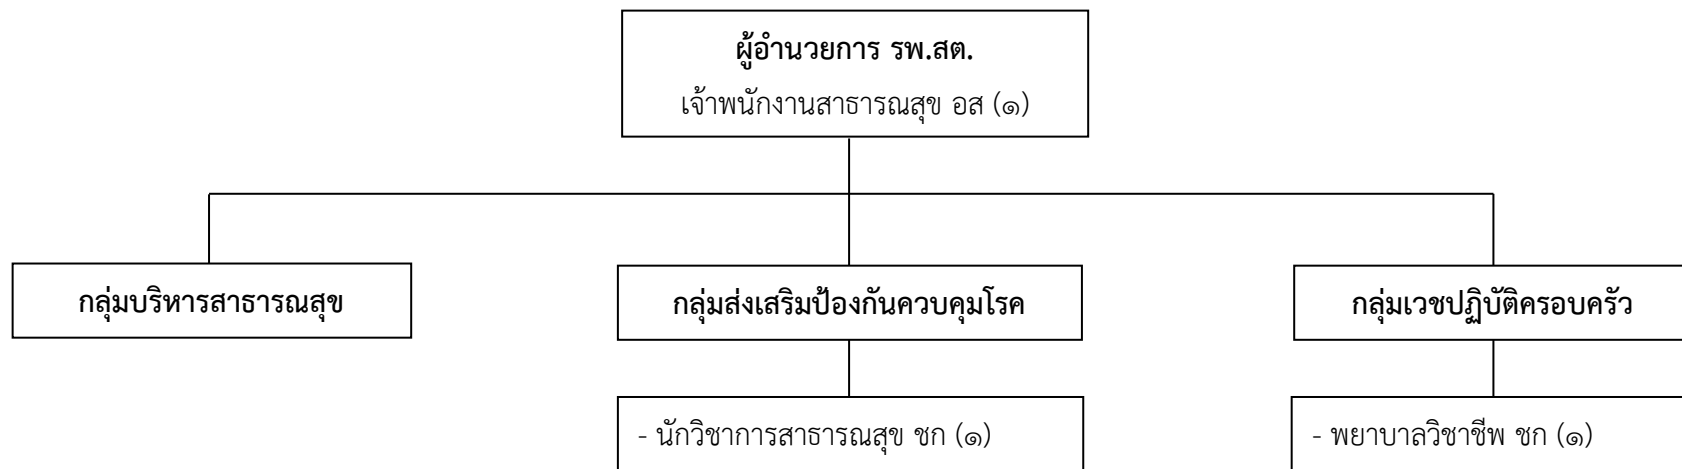 ผู้อำนวยการ รพ.สต.
เจ้าพนักงานสาธารณสุข อส (๑)
กลุ่มบริหารสาธารณสุข
กลุ่มส่งเสริมป้องกันควบคุมโรค
กลุ่มเวชปฏิบัติครอบครัว
- นักวิชาการสาธารณสุข ชก (๑)
- พยาบาลวิชาชีพ ชก (๑)